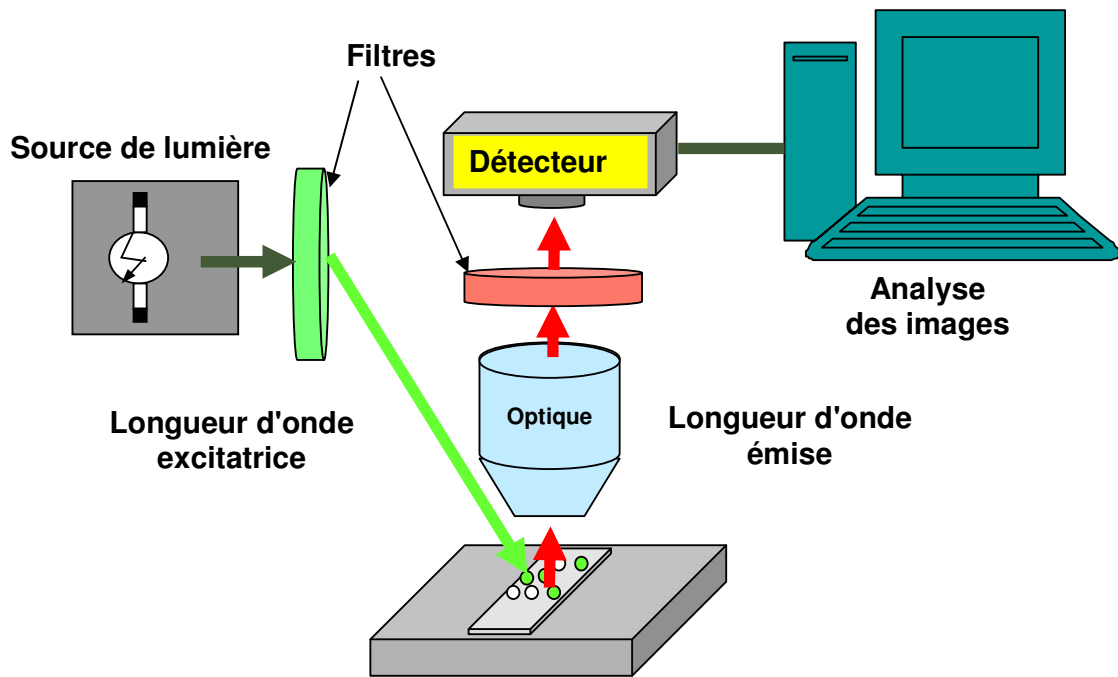 Filtres
Source de lumière
Détecteur
Analyse
des images
Optique
Longueur d'onde
excitatrice
Longueur d'onde
émise